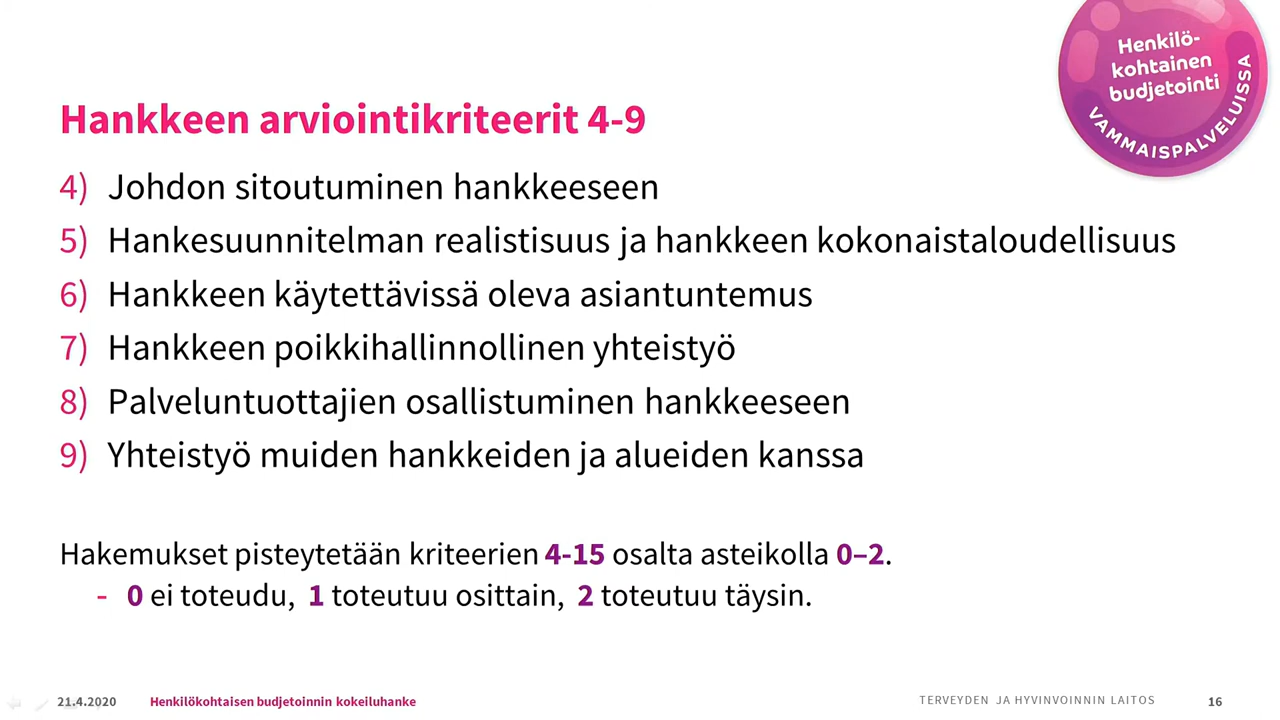 Henkilö-
kohtainen
budjetointi
VAMMAISPALVELUISSA
Hankkeen arviointikriteerit 4-9
4) Johdon sitoutuminen hankkeeseen
5) Hankesuunnitelman realistisuus ja hankkeen kokonaistaloudellisuus
6) Hankkeen käytettävissä oleva asiantuntemus
7) Hankkeen poikkihallinnollinen yhteistyö
8) Palveluntuottajien osallistuminen hankkeeseen
9) Yhteistyö muiden hankkeiden ja alueiden kanssa
Hakemukset pisteytetään kriteerien 4-15 osalta asteikolla 0–2.
- 0 ei toteudu, 1 toteutuu osittain, 2 toteutuu täysin.
21.4.2020 Henkilökohtaisen budjetoinnin kokeiluhanke TERVEYDEN JA HYVINVOINNIN LAITOS 16